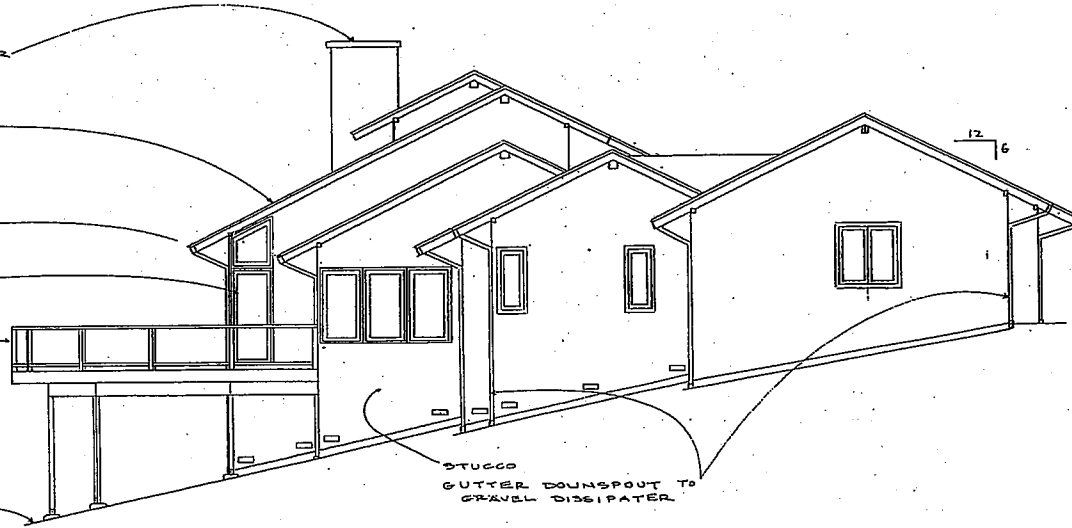 12
6
STUCCO
GUTTER DOWNSPOUT TO
GRAVEL DISSIPATER